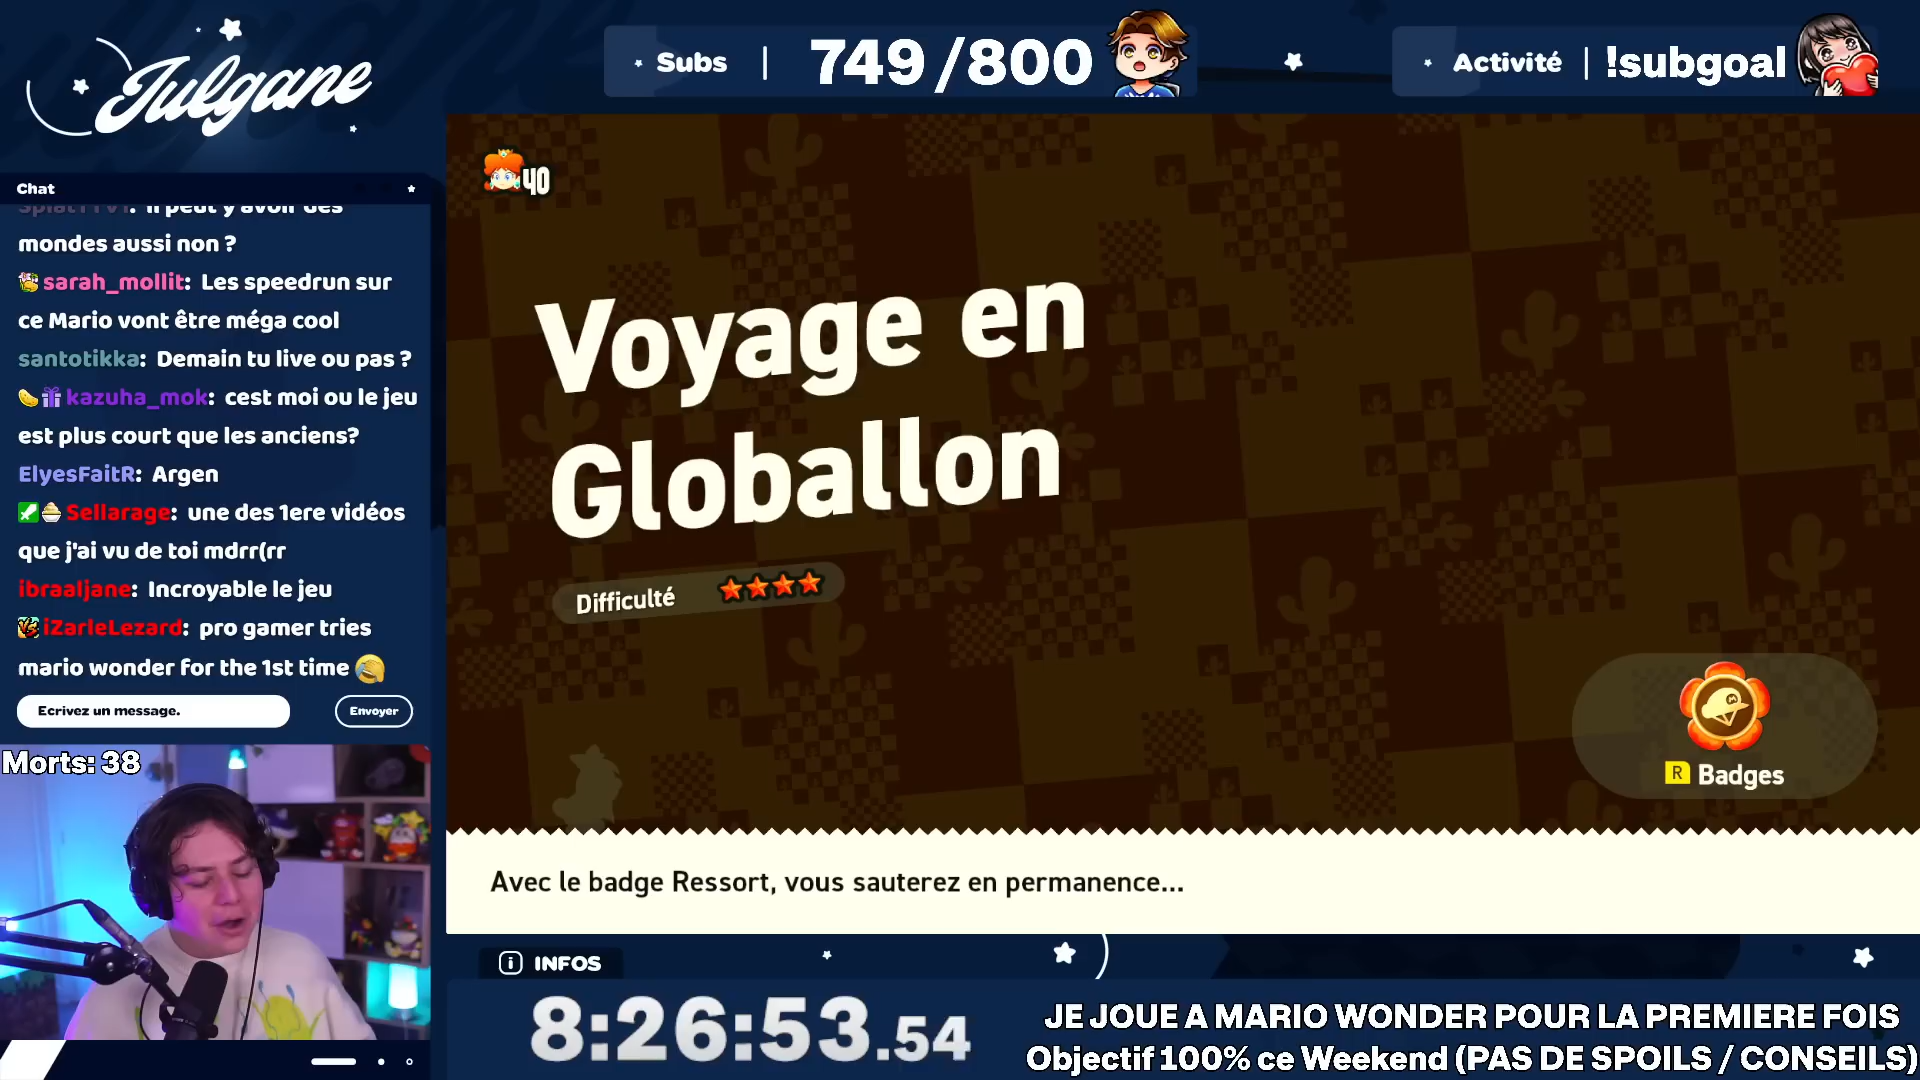 Julgane
Subs | 749 /800
Activité | !subgoal
Chat
SplatTTV1: Il peut y avoir des
mondes aussi non ?
sarah_mollit: Les speedrun sur
ce Mario vont être méga cool
santotikka: Demain tu live ou pas ?
kazuha_mok: cest moi ou le jeu
est plus court que les anciens?
ElyesFaitR: Argen
Sellarage: une des 1ere vidéos
que j'ai vu de toi mdrr(rr
ibraaljane: Incroyable le jeu
iZarleLezard: pro gamer tries
mario wonder for the 1st time
Ecrivez un message.
Envoyer
Morts: 38
40
Voyage en
Globallon
Difficulté
R Badges
Avec le badge Ressort, vous sauterez en permanence...
INFOS
8:26:53.54
JE JOUE A MARIO WONDER POUR LA PREMIERE FOIS
Objectif 100% ce Weekend (PAS DE SPOILS / CONSEILS)